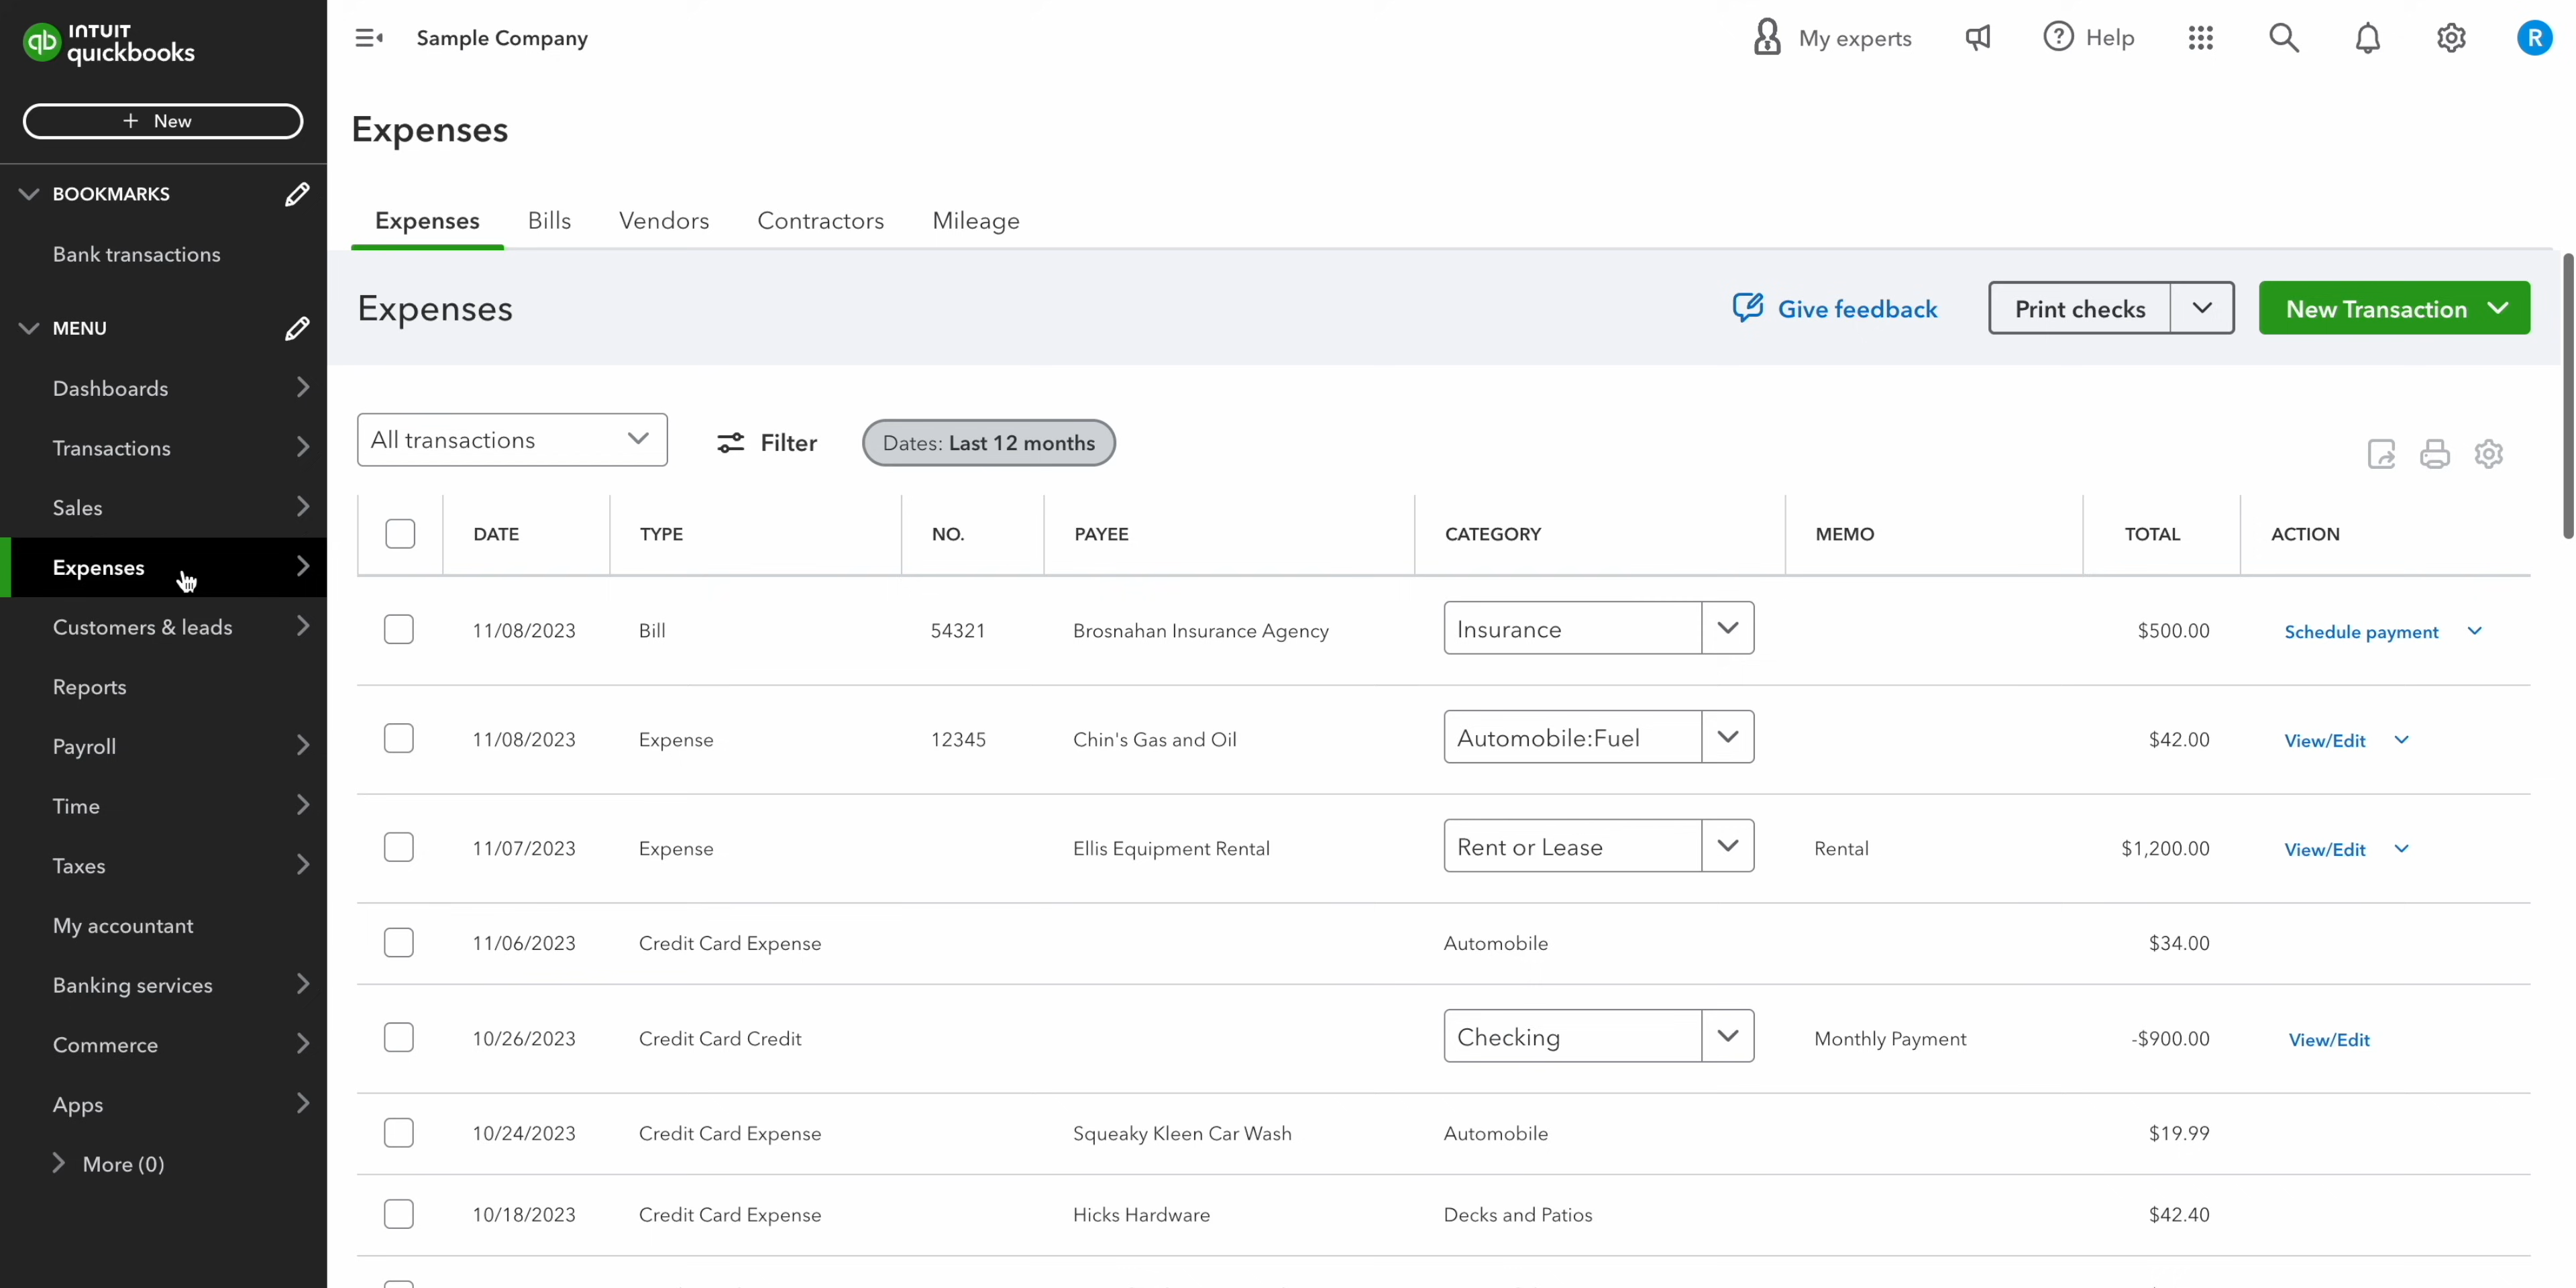 INTUIT
quickbooks
+ New
BOOKMARKS
Bank transactions
MENU
Dashboards
Transactions
Sales
Expenses
Customers & leads
Reports
Payroll
Time
Taxes
My accountant
Banking services
Commerce
Apps
More (0)
Sample Company
My experts
Help
R
Expenses
Expenses Bills Vendors Contractors Mileage
Expenses
Give feedback
Print checks
New Transaction
All transactions
Filter
Dates: Last 12 months
DATE TYPE NO. PAYEE CATEGORY MEMO TOTAL ACTION
11/08/2023 Bill 54321 Brosnahan Insurance Agency Insurance $500.00 Schedule payment
11/08/2023 Expense 12345 Chin's Gas and Oil Automobile:Fuel $42.00 View/Edit
11/07/2023 Expense Ellis Equipment Rental Rent or Lease Rental $1,200.00 View/Edit
11/06/2023 Credit Card Expense Automobile $34.00
10/26/2023 Credit Card Credit Checking Monthly Payment -$900.00 View/Edit
10/24/2023 Credit Card Expense Squeaky Kleen Car Wash Automobile $19.99
10/18/2023 Credit Card Expense Hicks Hardware Decks and Patios $42.40